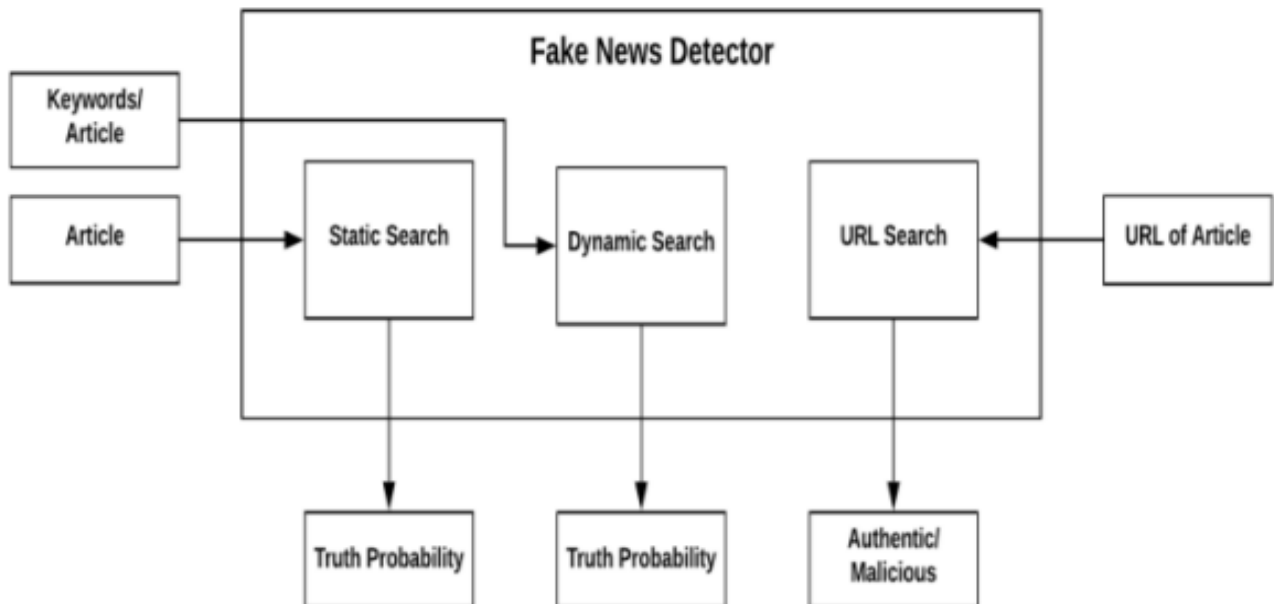 Fake News Detector
Keywords/
Article
Article
Static Search
Dynamic Search
URL Search
URL of Article
Truth Probability
Truth Probability
Authentic/
Malicious